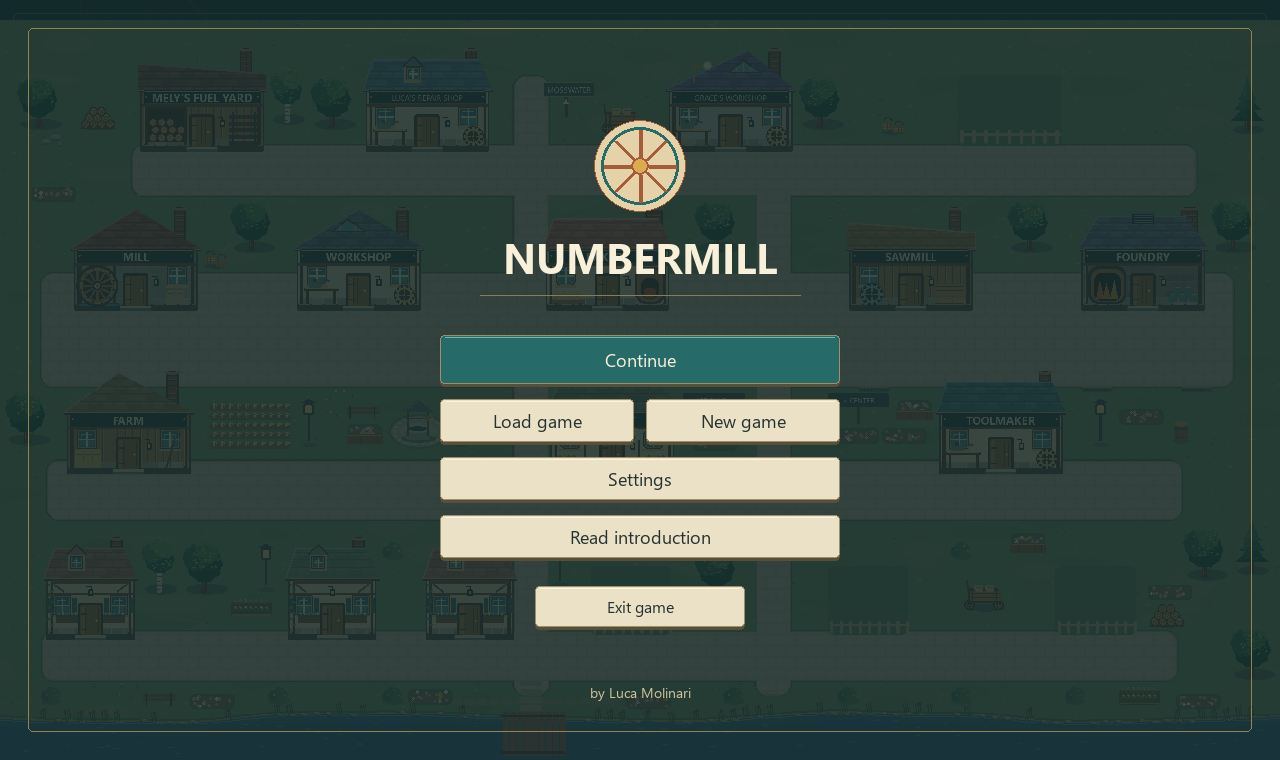 MELY'S FUEL YARD
LUCA'S REPAIR SHOP
MOSSWATER
GRACE'S WORKSHOP
MILL
WORKSHOP
SAWMILL
FOUNDRY
NUMBERMILL
Continue
Load game
New game
CENTER
FARM
TOOLMAKER
Settings
Read introduction
Exit game
by Luca Molinari